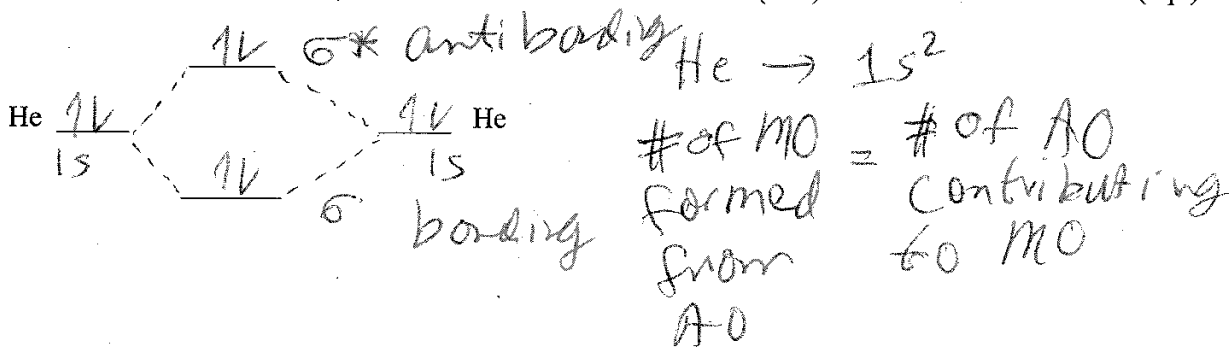 σ* antibonding
He → 1s²
He 1s
1s He
σ bonding
# of MO formed from AO = # of AO contributing to MO